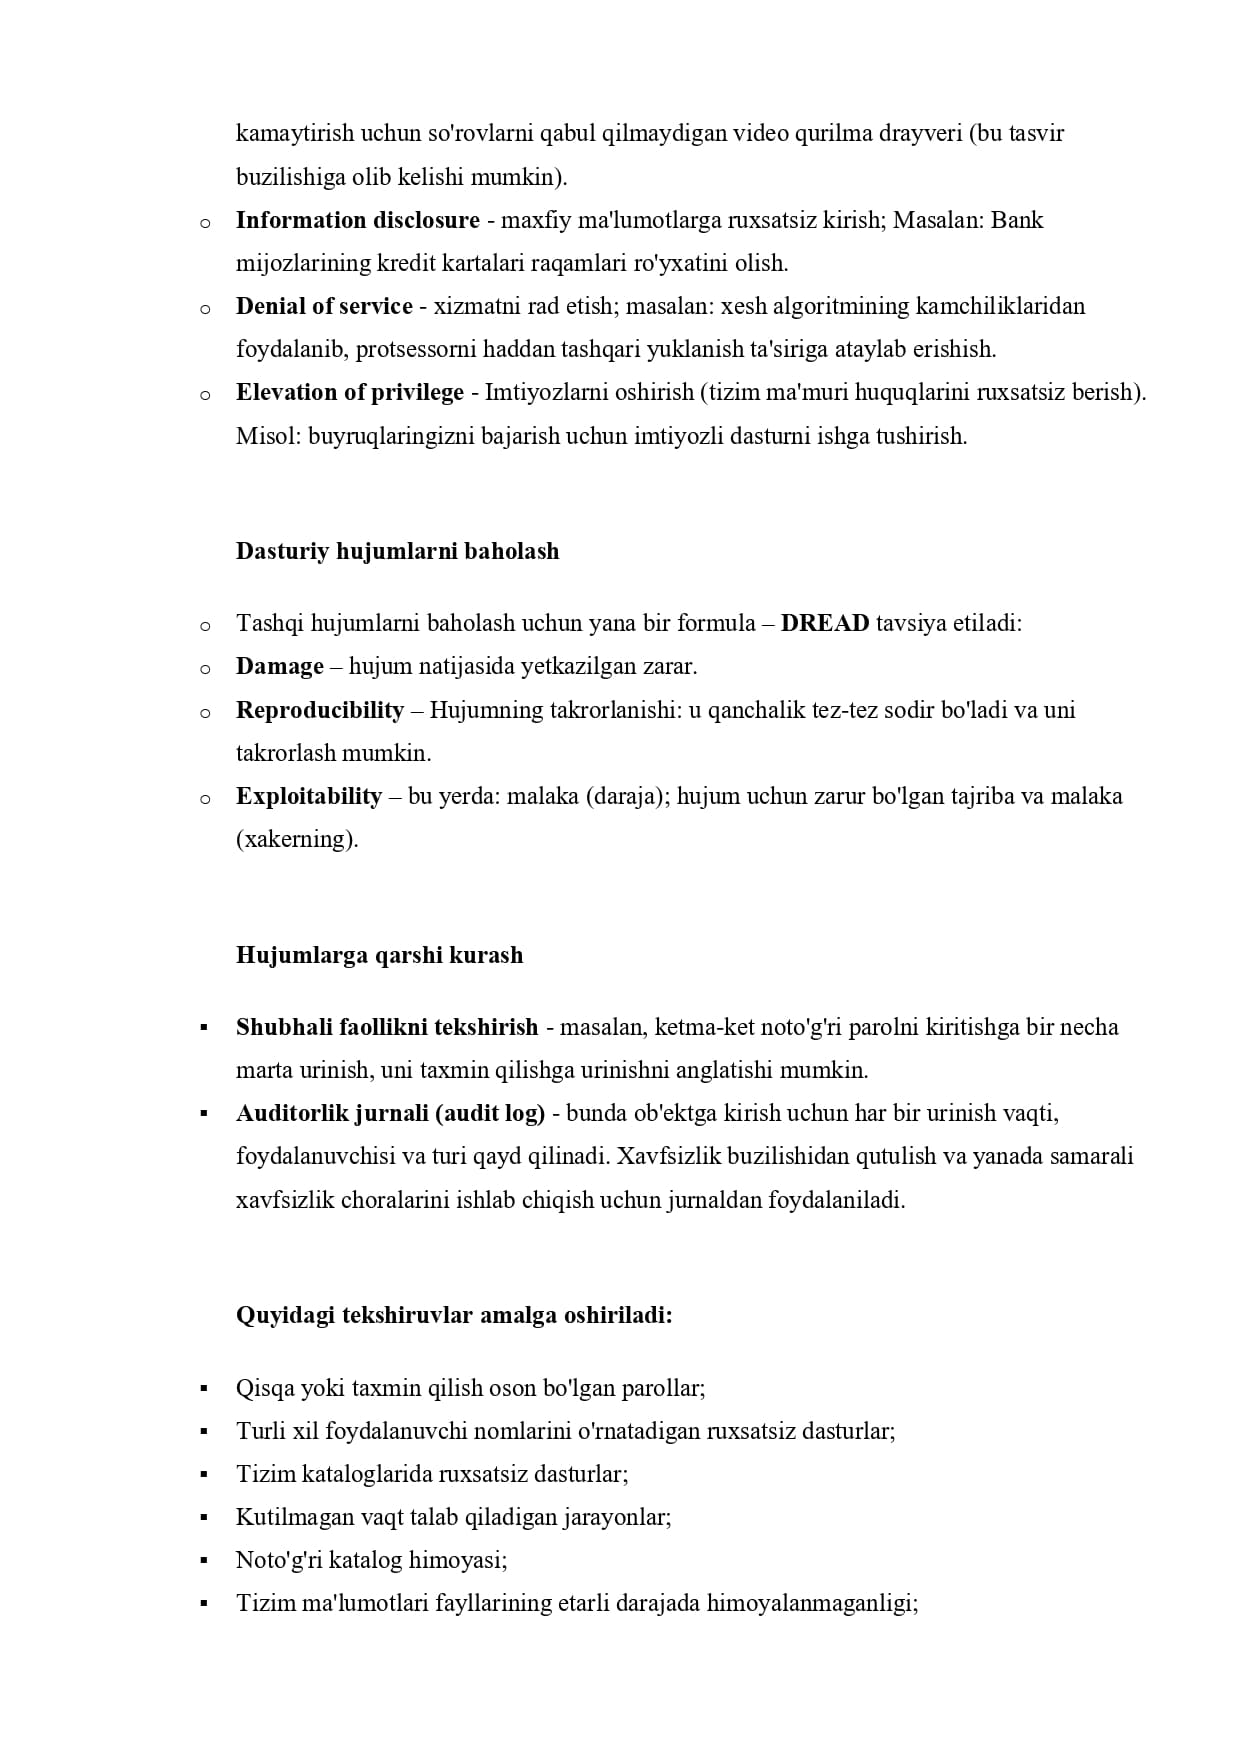 kamaytirish uchun so'rovlarni qabul qilmaydigan video qurilma drayveri (bu tasvir
buzilishiga olib kelishi mumkin).
o Information disclosure - maxfiy ma'lumotlarga ruxsatsiz kirish; Masalan: Bank
mijozlarining kredit kartalari raqamlari ro'yxatini olish.
o Denial of service - xizmatni rad etish; masalan: xesh algoritmining kamchiliklaridan
foydalanib, protsessorni haddan tashqari yuklanish ta'siriga ataylab erishish.
o Elevation of privilege - Imtiyozlarni oshirish (tizim ma'muri huquqlarini ruxsatsiz berish).
Misol: buyruqlaringizni bajarish uchun imtiyozli dasturni ishga tushirish.
Dasturiy hujumlarni baholash
o Tashqi hujumlarni baholash uchun yana bir formula – DREAD tavsiya etiladi:
o Damage – hujum natijasida yetkazilgan zarar.
o Reproducibility – Hujumning takrorlanishi: u qanchalik tez-tez sodir bo'ladi va uni
takrorlash mumkin.
o Exploitability – bu yerda: malaka (daraja); hujum uchun zarur bo'lgan tajriba va malaka
(xakerning).
Hujumlarga qarshi kurash
▪ Shubhali faollikni tekshirish - masalan, ketma-ket noto'g'ri parolni kiritishga bir necha
marta urinish, uni taxmin qilishga urinishni anglatishi mumkin.
▪ Auditorlik jurnali (audit log) - bunda ob'ektga kirish uchun har bir urinish vaqti,
foydalanuvchisi va turi qayd qilinadi. Xavfsizlik buzilishidan qutulish va yanada samarali
xavfsizlik choralarini ishlab chiqish uchun jurnaldan foydalaniladi.
Quyidagi tekshiruvlar amalga oshiriladi:
▪ Qisqa yoki taxmin qilish oson bo'lgan parollar;
▪ Turli xil foydalanuvchi nomlarini o'rnatadigan ruxsatsiz dasturlar;
▪ Tizim kataloglarida ruxsatsiz dasturlar;
▪ Kutilmagan vaqt talab qiladigan jarayonlar;
▪ Noto'g'ri katalog himoyasi;
▪ Tizim ma'lumotlari fayllarining etarli darajada himoyalanmaganligi;